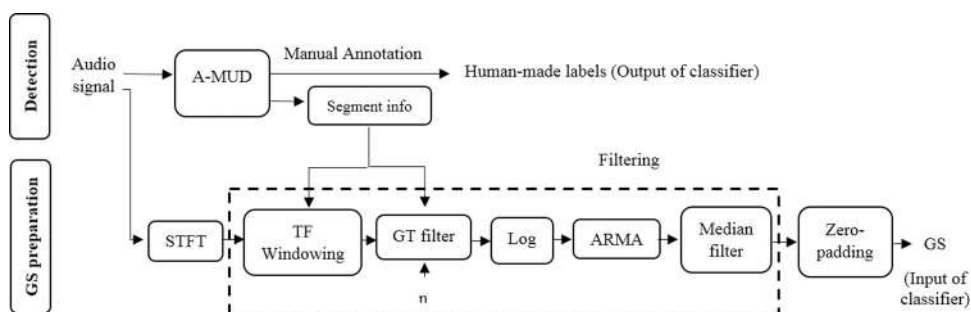 Detection
Audio
signal
A-MUD
Manual Annotation
Human-made labels (Output of classifier)
Segment info
GS preparation
Filtering
STFT
TF
Windowing
GT filter
Log
ARMA
Median
filter
Zero-
padding
GS
(Input of
classifier)
n